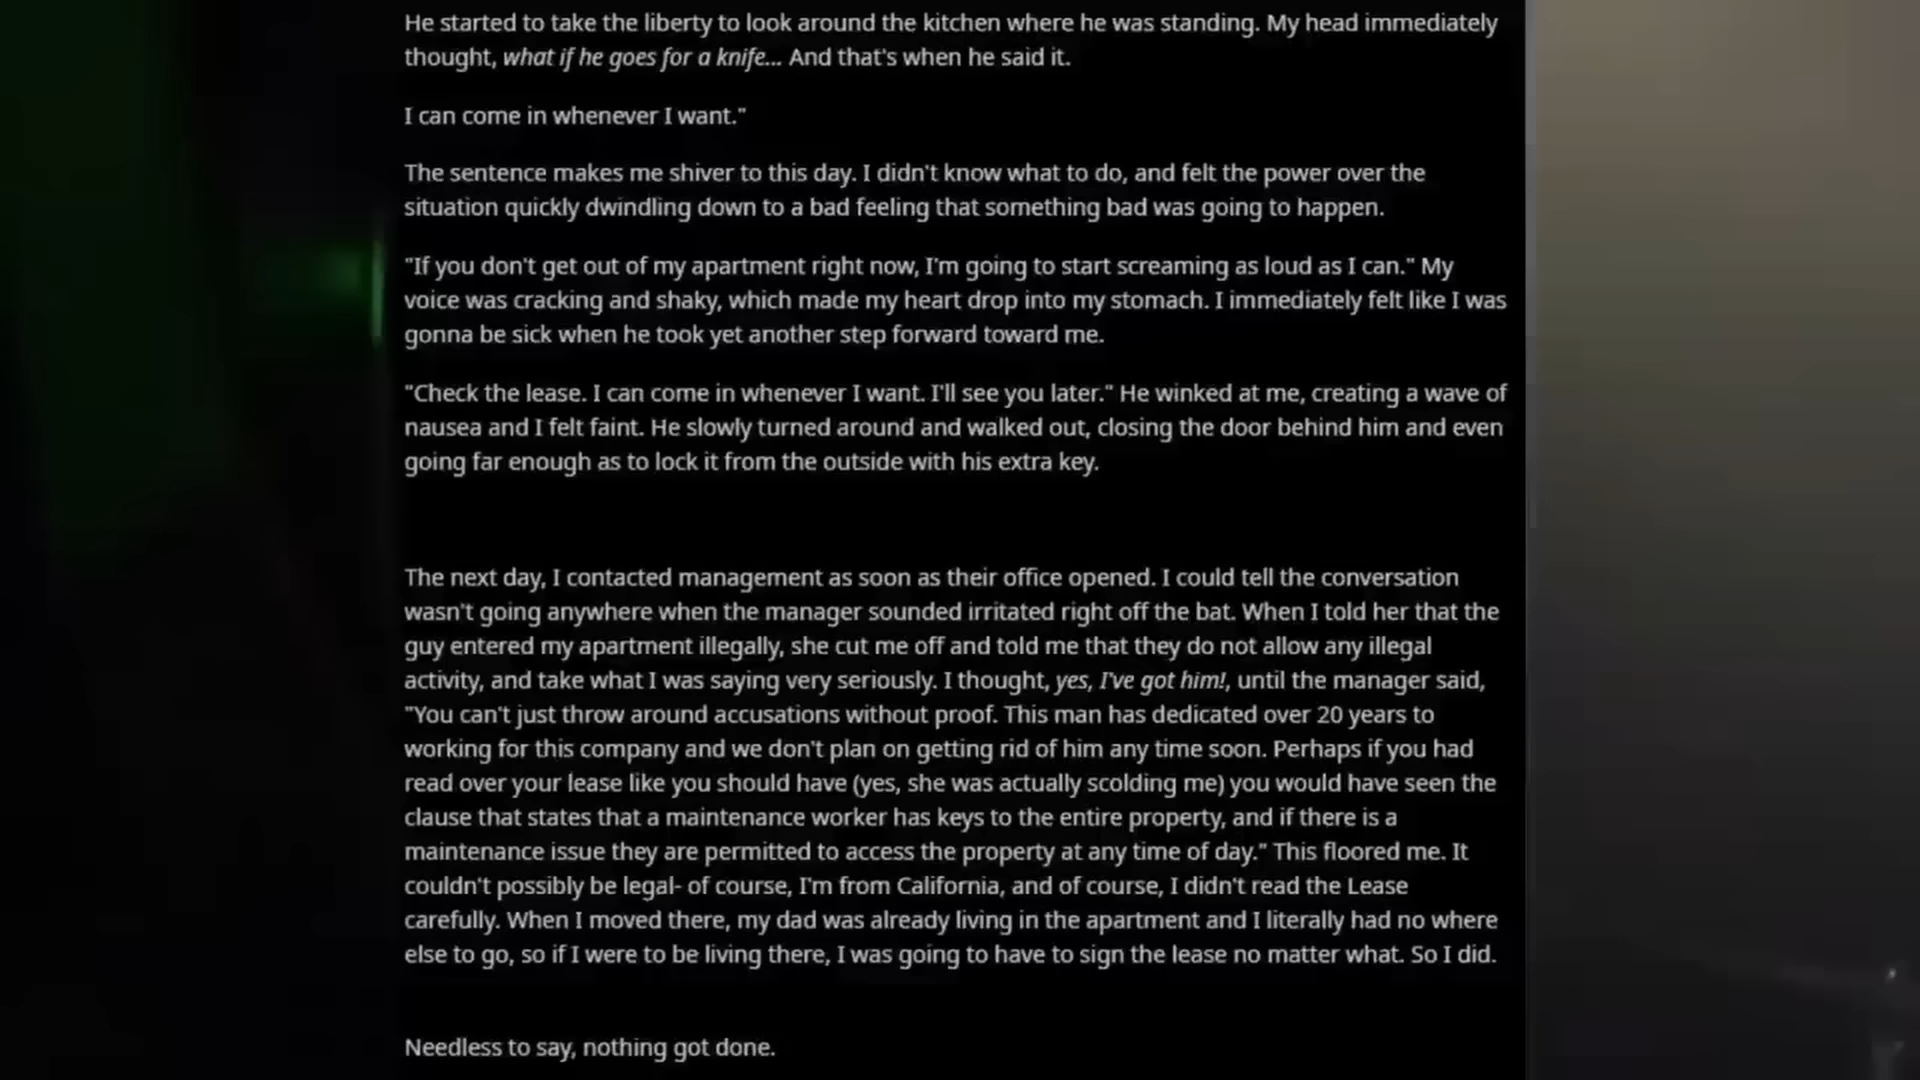 He started to take the liberty to look around the kitchen where he was standing. My head immediately
thought, what if he goes for a knife... And that's when he said it.
I can come in whenever I want."
The sentence makes me shiver to this day. I didn't know what to do, and felt the power over the
situation quickly dwindling down to a bad feeling that something bad was going to happen.
"If you don't get out of my apartment right now, I'm going to start screaming as loud as I can." My
voice was cracking and shaky, which made my heart drop into my stomach. I immediately felt like I was
gonna be sick when he took yet another step forward toward me.
"Check the lease. I can come in whenever I want. I'll see you later." He winked at me, creating a wave of
nausea and I felt faint. He slowly turned around and walked out, closing the door behind him and even
going far enough as to lock it from the outside with his extra key.
The next day, I contacted management as soon as their office opened. I could tell the conversation
wasn't going anywhere when the manager sounded irritated right off the bat. When I told her that the
guy entered my apartment illegally, she cut me off and told me that they do not allow any illegal
activity, and take what I was saying very seriously. I thought, yes, I've got him!, until the manager said,
"You can't just throw around accusations without proof. This man has dedicated over 20 years to
working for this company and we don't plan on getting rid of him any time soon. Perhaps if you had
read over your lease like you should have (yes, she was actually scolding me) you would have seen the
clause that states that a maintenance worker has keys to the entire property, and if there is a
maintenance issue they are permitted to access the property at any time of day." This floored me. It
couldn't possibly be legal- of course, I'm from California, and of course, I didn't read the Lease
carefully. When I moved there, my dad was already living in the apartment and I literally had no where
else to go, so if I were to be living there, I was going to have to sign the lease no matter what. So I did.
Needless to say, nothing got done.